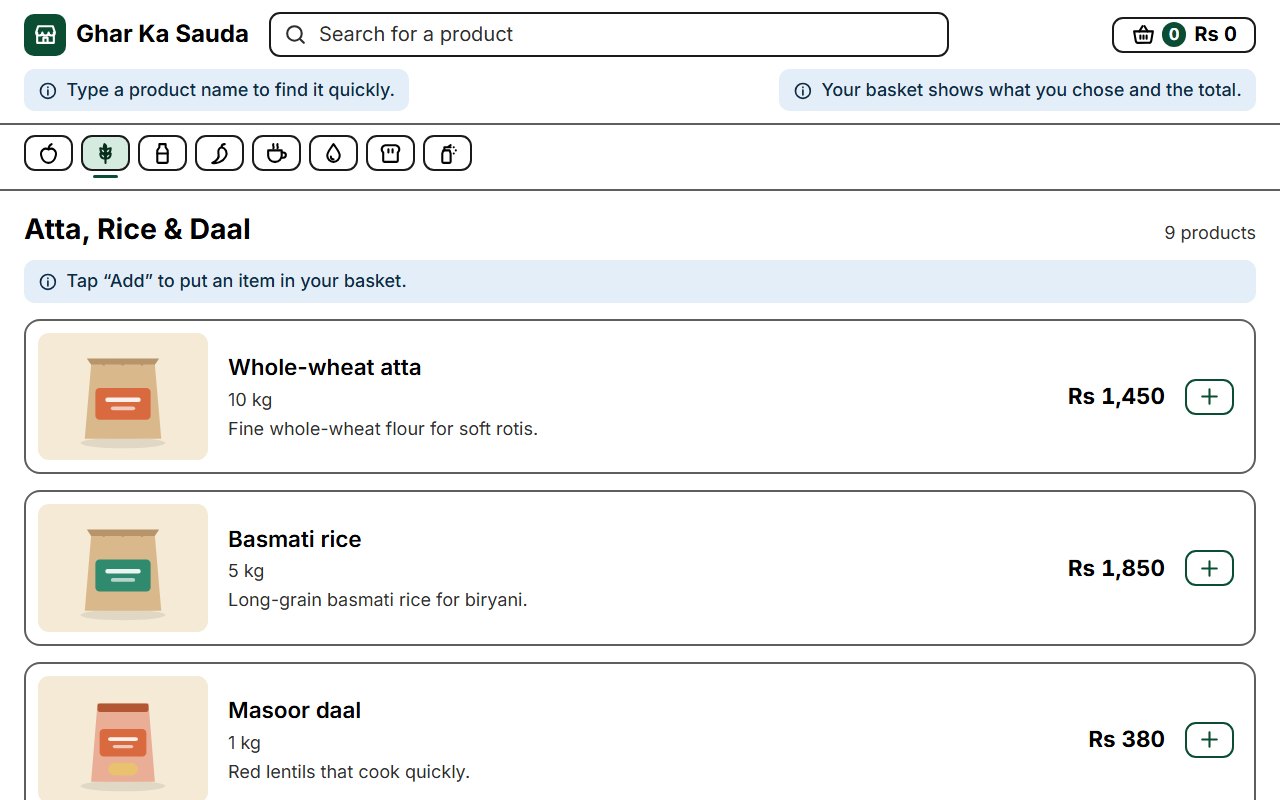 Ghar Ka Sauda
Search for a product
0 Rs 0
Type a product name to find it quickly.
Your basket shows what you chose and the total.
Atta, Rice & Daal
9 products
Tap “Add” to put an item in your basket.
Whole-wheat atta
10 kg
Fine whole-wheat flour for soft rotis.
Rs 1,450
Basmati rice
5 kg
Long-grain basmati rice for biryani.
Rs 1,850
Masoor daal
1 kg
Red lentils that cook quickly.
Rs 380